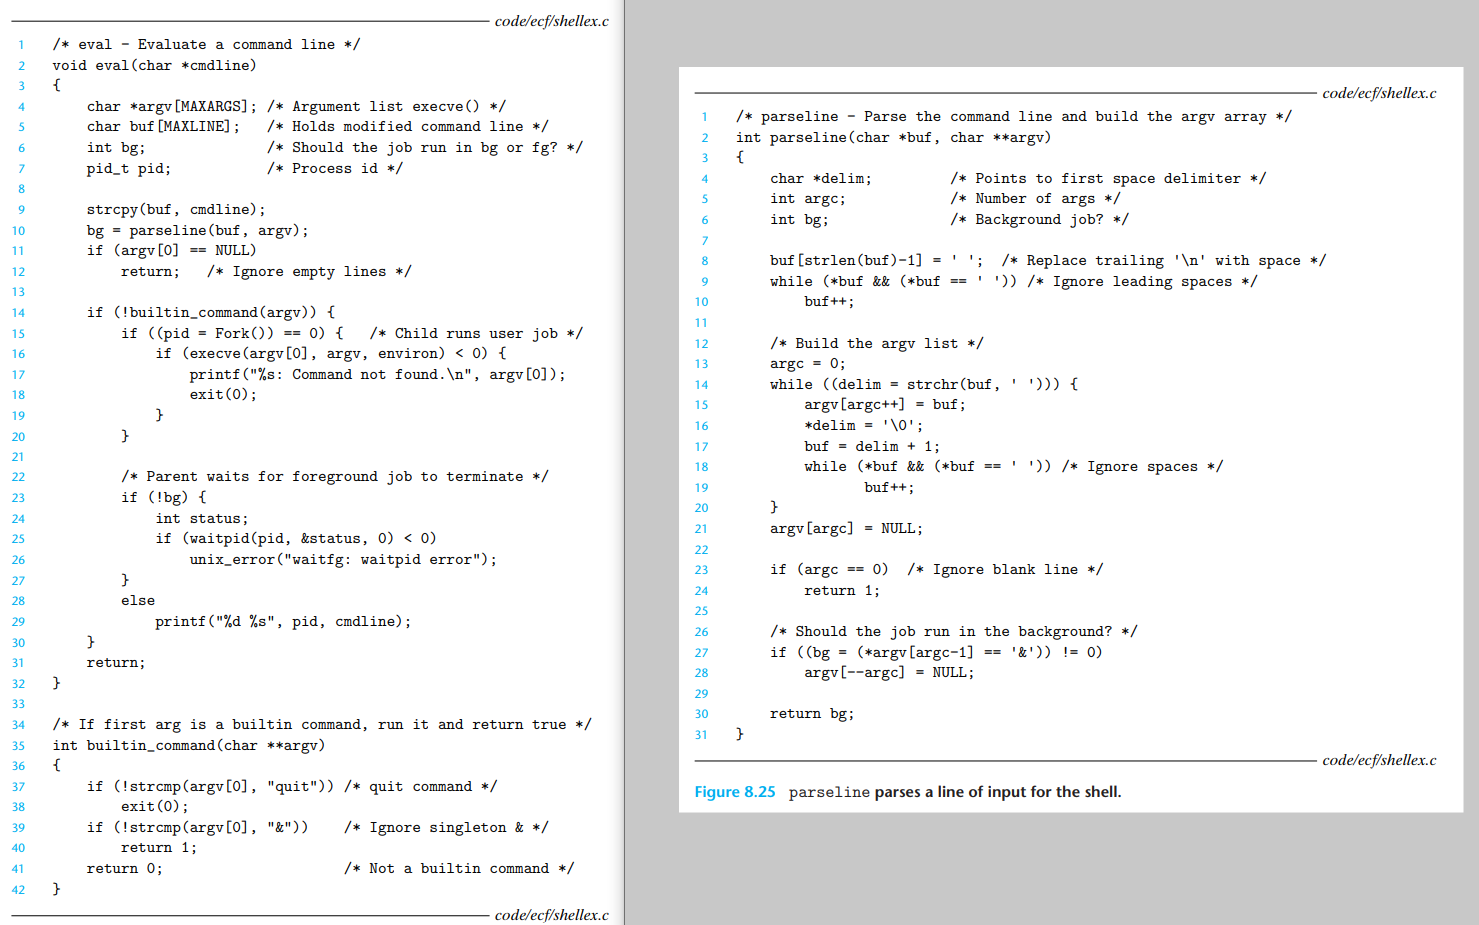 code/ecf/shellex.c
1 /* eval - Evaluate a command line */
2 void eval(char *cmdline)
3 {
4     char *argv[MAXARGS]; /* Argument list execve() */
5     char buf[MAXLINE];   /* Holds modified command line */
6     int bg;              /* Should the job run in bg or fg? */
7     pid_t pid;           /* Process id */
8
9     strcpy(buf, cmdline);
10     bg = parseline(buf, argv);
11     if (argv[0] == NULL)
12         return;   /* Ignore empty lines */
13
14     if (!builtin_command(argv)) {
15         if ((pid = Fork()) == 0) {   /* Child runs user job */
16             if (execve(argv[0], argv, environ) < 0) {
17                 printf("%s: Command not found.\n", argv[0]);
18                 exit(0);
19             }
20         }
21
22         /* Parent waits for foreground job to terminate */
23         if (!bg) {
24             int status;
25             if (waitpid(pid, &status, 0) < 0)
26                 unix_error("waitfg: waitpid error");
27         }
28         else
29             printf("%d %s", pid, cmdline);
30     }
31     return;
32 }
33
34 /* If first arg is a builtin command, run it and return true */
35 int builtin_command(char **argv)
36 {
37     if (!strcmp(argv[0], "quit")) /* quit command */
38         exit(0);
39     if (!strcmp(argv[0], "&"))    /* Ignore singleton & */
40         return 1;
41     return 0;                     /* Not a builtin command */
42 }
code/ecf/shellex.c
code/ecf/shellex.c
1 /* parseline - Parse the command line and build the argv array */
2 int parseline(char *buf, char **argv)
3 {
4     char *delim;         /* Points to first space delimiter */
5     int argc;            /* Number of args */
6     int bg;              /* Background job? */
7
8     buf[strlen(buf)-1] = ' ';  /* Replace trailing '\n' with space */
9     while (*buf && (*buf == ' ')) /* Ignore leading spaces */
10         buf++;
11
12     /* Build the argv list */
13     argc = 0;
14     while ((delim = strchr(buf, ' '))) {
15         argv[argc++] = buf;
16         *delim = '\0';
17         buf = delim + 1;
18         while (*buf && (*buf == ' ')) /* Ignore spaces */
19                buf++;
20     }
21     argv[argc] = NULL;
22
23     if (argc == 0)  /* Ignore blank line */
24         return 1;
25
26     /* Should the job run in the background? */
27     if ((bg = (*argv[argc-1] == '&')) != 0)
28         argv[--argc] = NULL;
29
30     return bg;
31 }
code/ecf/shellex.c
Figure 8.25 parseline parses a line of input for the shell.